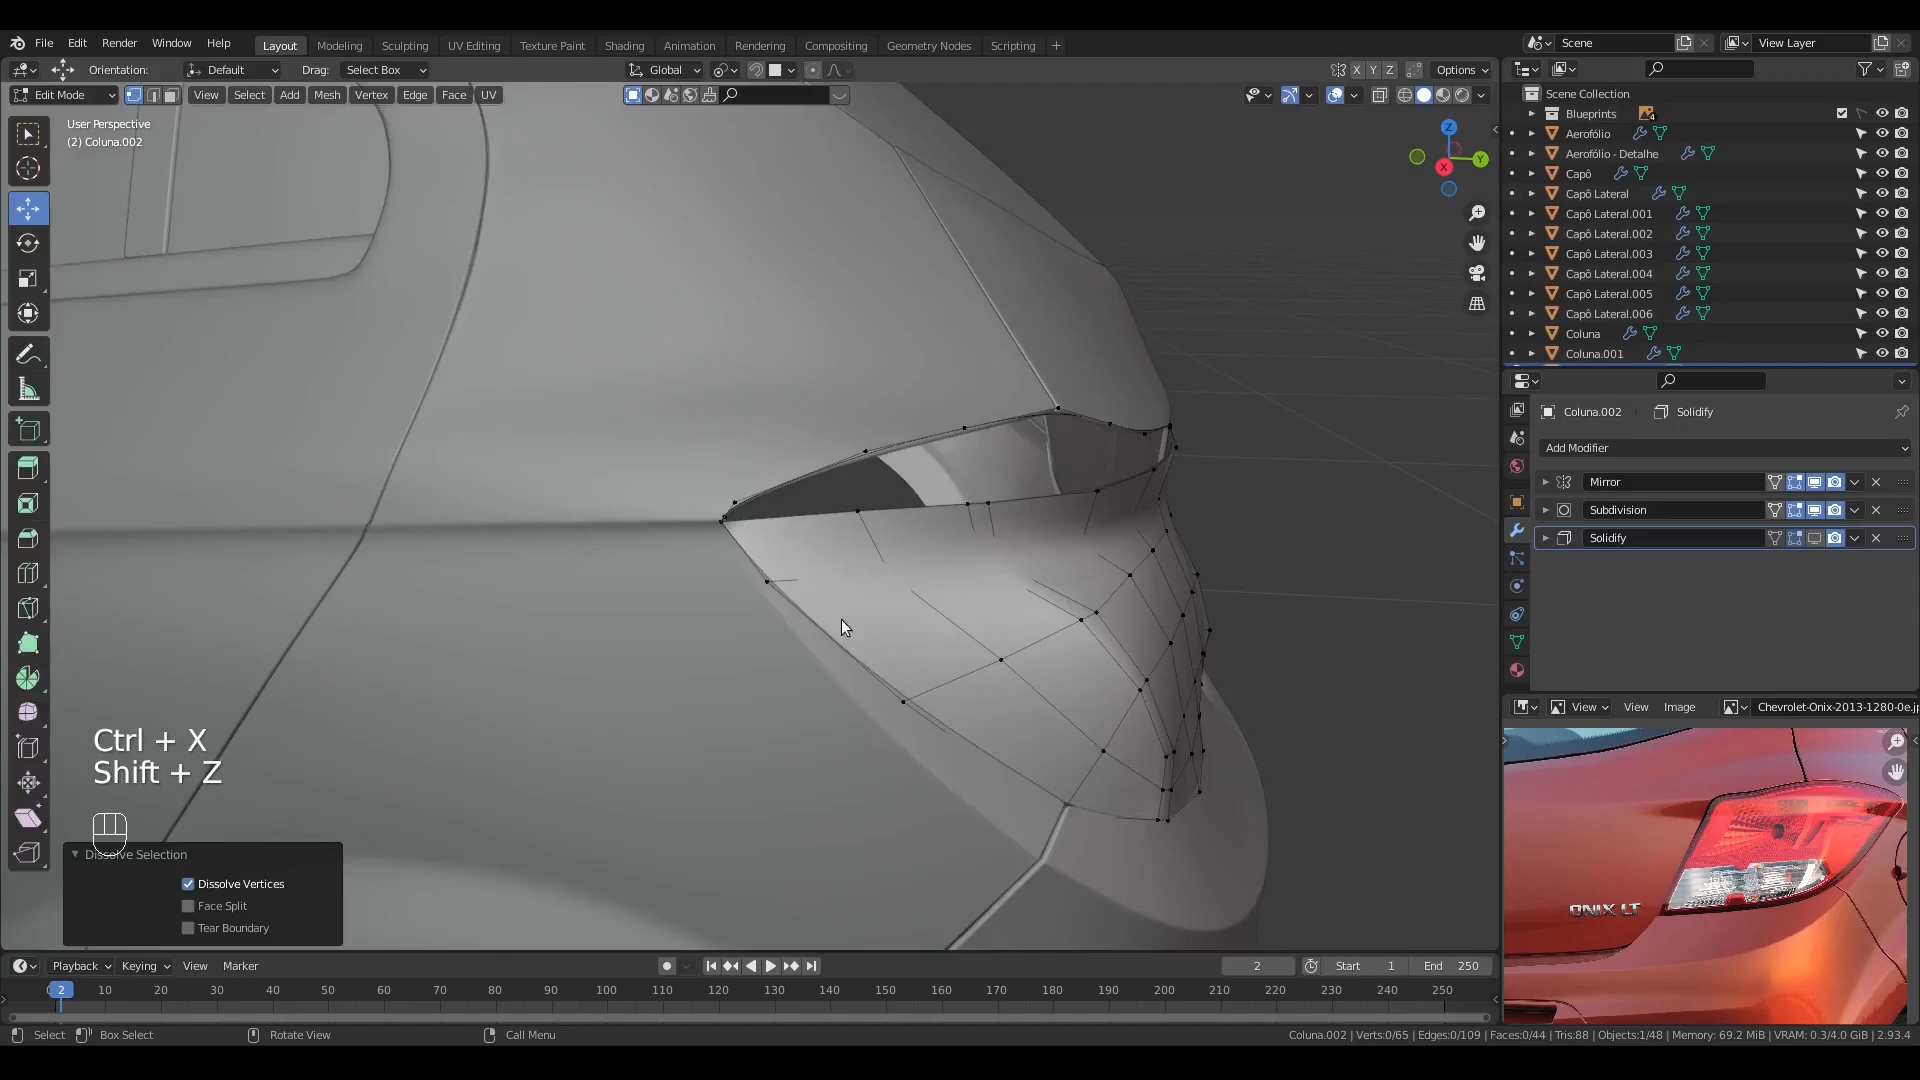 File Edit Render Window Help Layout Modeling Sculpting UV Editing Texture Paint Shading Animation Rendering Compositing Geometry Nodes Scripting + Scene View Layer
Orientation: Default Drag: Select Box Global X Y Z Options
Edit Mode View Select Add Mesh Vertex Edge Face UV
User Perspective
(2) Coluna.002
Z
Y
X
Scene Collection
Blueprints 4
Aerofólio
Aerofólio - Detalhe
Capô
Capô Lateral
Capô Lateral.001
Capô Lateral.002
Capô Lateral.003
Capô Lateral.004
Capô Lateral.005
Capô Lateral.006
Coluna
Coluna.001
Coluna.002 Solidify
Add Modifier
Mirror
Subdivision
Solidify
View View Image Chevrolet-Onix-2013-1280-0e.jp
ONIX LT
Ctrl + X
Shift + Z
Dissolve Selection
Dissolve Vertices
Face Split
Tear Boundary
Playback Keying View Marker 2 Start 1 End 250
2 10 20 30 40 50 60 70 80 90 100 110 120 130 140 150 160 170 180 190 200 210 220 230 240 250
Select Box Select Rotate View Call Menu Coluna.002 | Verts:0/65 | Edges:0/109 | Faces:0/44 | Tris:88 | Objects:1/48 | Memory: 69.2 MiB | VRAM: 0.3/4.0 GiB | 2.93.4